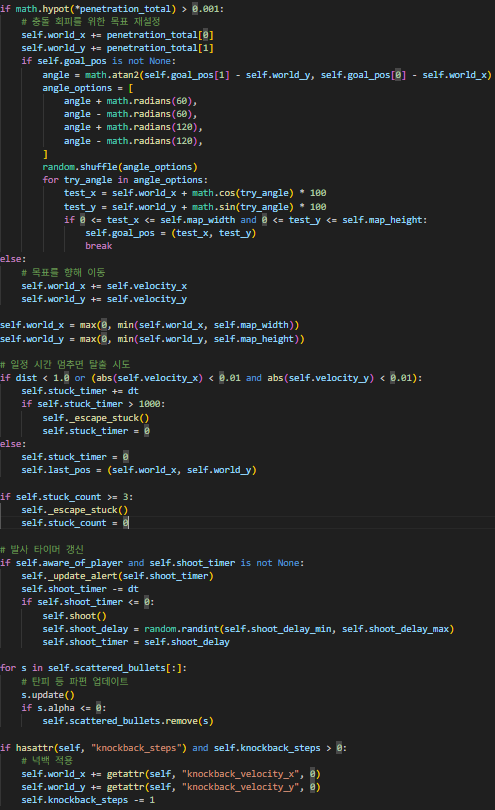 if math.hypot(*penetration_total) > 0.001:
    # 충돌 회피를 위한 목표 재설정
    self.world_x += penetration_total[0]
    self.world_y += penetration_total[1]
    if self.goal_pos is not None:
        angle = math.atan2(self.goal_pos[1] - self.world_y, self.goal_pos[0] - self.world_x)
        angle_options = [
            angle + math.radians(60),
            angle - math.radians(60),
            angle + math.radians(120),
            angle - math.radians(120),
        ]
        random.shuffle(angle_options)
        for try_angle in angle_options:
            test_x = self.world_x + math.cos(try_angle) * 100
            test_y = self.world_y + math.sin(try_angle) * 100
            if 0 <= test_x <= self.map_width and 0 <= test_y <= self.map_height:
                self.goal_pos = (test_x, test_y)
                break
else:
    # 목표를 향해 이동
    self.world_x += self.velocity_x
    self.world_y += self.velocity_y

self.world_x = max(0, min(self.world_x, self.map_width))
self.world_y = max(0, min(self.world_y, self.map_height))

# 일정 시간 멈추면 탈출 시도
if dist < 1.0 or (abs(self.velocity_x) < 0.01 and abs(self.velocity_y) < 0.01):
    self.stuck_timer += dt
    if self.stuck_timer > 1000:
        self._escape_stuck()
        self.stuck_timer = 0
else:
    self.stuck_timer = 0
    self.last_pos = (self.world_x, self.world_y)

if self.stuck_count >= 3:
    self._escape_stuck()
    self.stuck_count = 0

# 발사 타이머 갱신
if self.aware_of_player and self.shoot_timer is not None:
    self._update_alert(self.shoot_timer)
    self.shoot_timer -= dt
    if self.shoot_timer <= 0:
        self.shoot()
        self.shoot_delay = random.randint(self.shoot_delay_min, self.shoot_delay_max)
        self.shoot_timer = self.shoot_delay

for s in self.scattered_bullets[:]:
    # 탄피 등 파편 업데이트
    s.update()
    if s.alpha <= 0:
        self.scattered_bullets.remove(s)

if hasattr(self, "knockback_steps") and self.knockback_steps > 0:
    # 넉백 적용
    self.world_x += getattr(self, "knockback_velocity_x", 0)
    self.world_y += getattr(self, "knockback_velocity_y", 0)
    self.knockback_steps -= 1